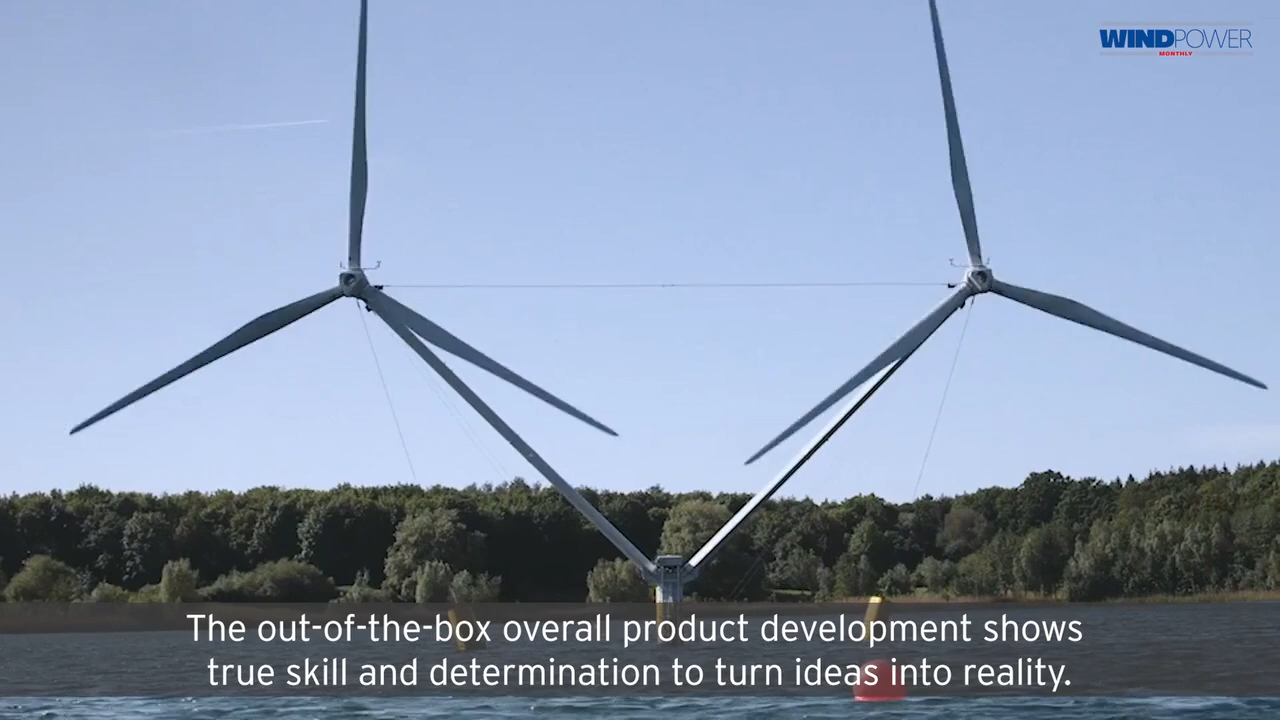 WINDPOWER
MONTHLY
The out-of-the-box overall product development shows
true skill and determination to turn ideas into reality.